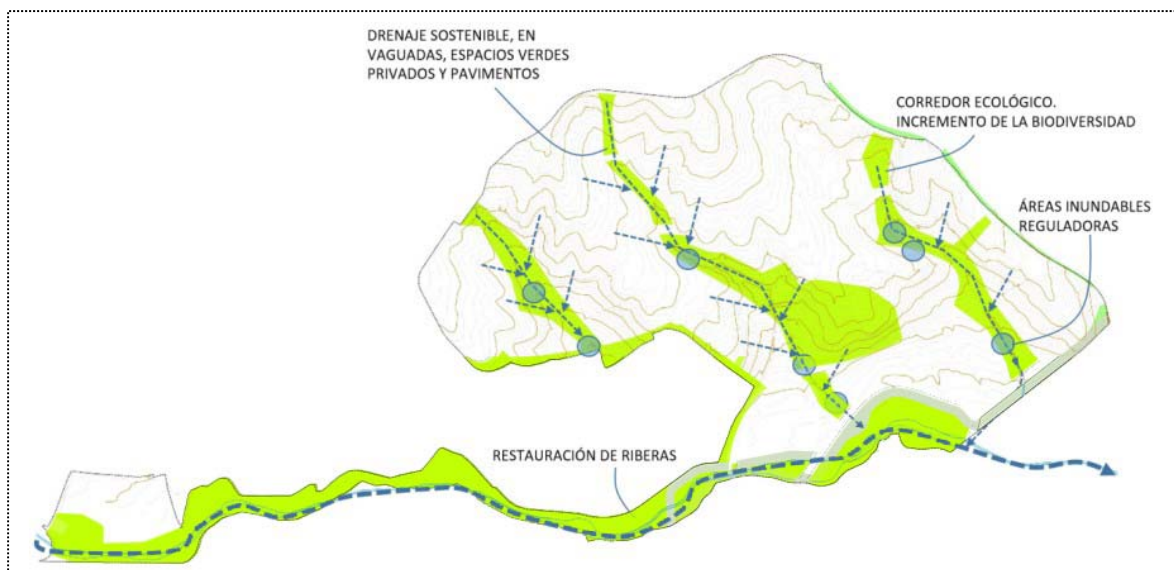 DRENAJE SOSTENIBLE, EN
VAGUADAS, ESPACIOS VERDES
PRIVADOS Y PAVIMENTOS
CORREDOR ECOLÓGICO.
INCREMENTO DE LA BIODIVERSIDAD
ÁREAS INUNDABLES
REGULADORAS
RESTAURACIÓN DE RIBERAS